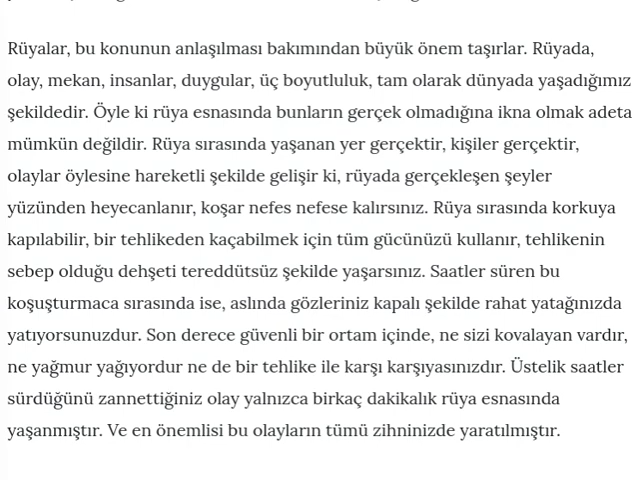 Rüyalar, bu konunun anlaşılması bakımından büyük önem taşırlar. Rüyada,
olay, mekan, insanlar, duygular, üç boyutluluk, tam olarak dünyada yaşadığımız
şekildedir. Öyle ki rüya esnasında bunların gerçek olmadığına ikna olmak adeta
mümkün değildir. Rüya sırasında yaşanan yer gerçektir, kişiler gerçektir,
olaylar öylesine hareketli şekilde gelişir ki, rüyada gerçekleşen şeyler
yüzünden heyecanlanır, koşar nefes nefese kalırsınız. Rüya sırasında korkuya
kapılabilir, bir tehlikeden kaçabilmek için tüm gücünüzü kullanır, tehlikenin
sebep olduğu dehşeti tereddütsüz şekilde yaşarsınız. Saatler süren bu
koşuşturmaca sırasında ise, aslında gözleriniz kapalı şekilde rahat yatağınızda
yatıyorsunuzdur. Son derece güvenli bir ortam içinde, ne sizi kovalayan vardır,
ne yağmur yağıyordur ne de bir tehlike ile karşı karşıyasınızdır. Üstelik saatler
sürdüğünü zannettiğiniz olay yalnızca birkaç dakikalık rüya esnasında
yaşanmıştır. Ve en önemlisi bu olayların tümü zihninizde yaratılmıştır.